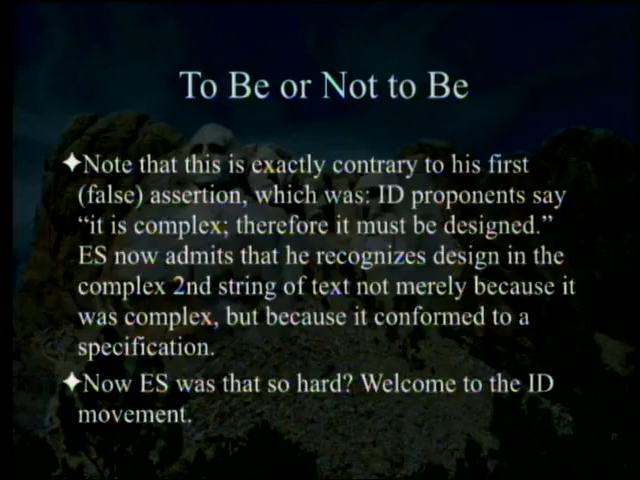 To Be or Not to Be
✦Note that this is exactly contrary to his first
(false) assertion, which was: ID proponents say
“it is complex; therefore it must be designed.”
ES now admits that he recognizes design in the
complex 2nd string of text not merely because it
was complex, but because it conformed to a
specification.
✦Now ES was that so hard? Welcome to the ID
movement.